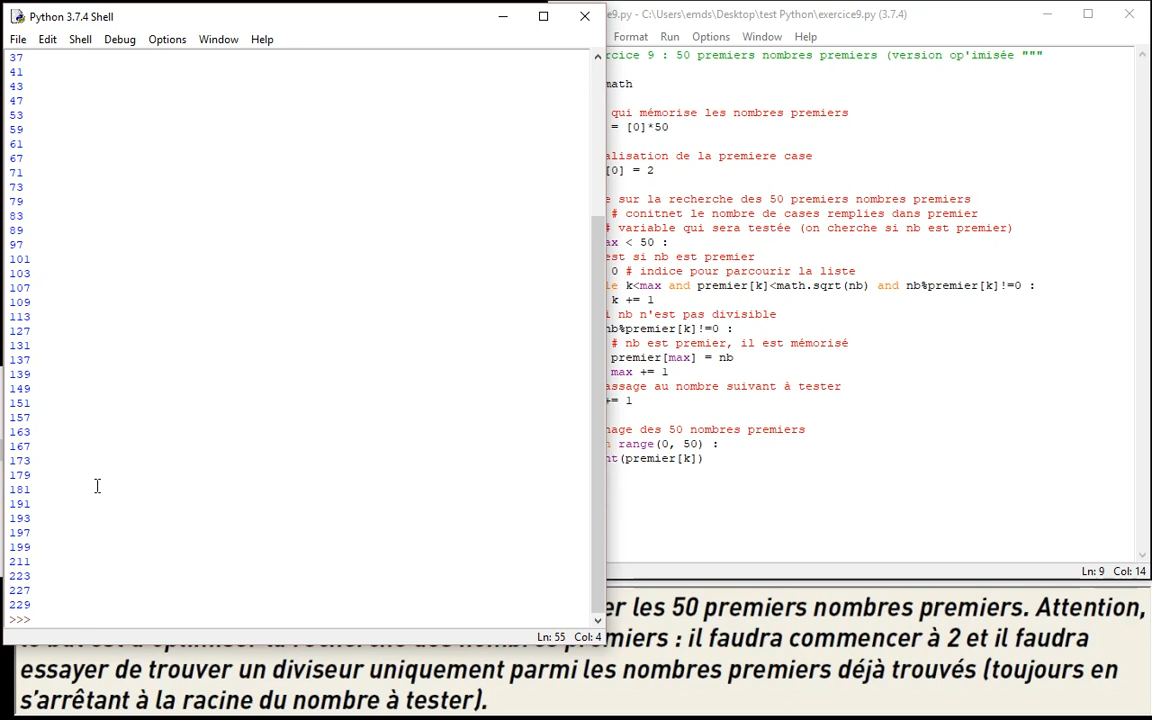 Python 3.7.4 Shell
File Edit Shell Debug Options Window Help
37
41
43
47
53
59
61
67
71
73
79
83
89
97
101
103
107
109
113
127
131
137
139
149
151
157
163
167
173
179
181
191
193
197
199
211
223
227
229
>>>
Ln: 55 Col: 4
e9.py - C:\Users\emds\Desktop\test Python\exercice9.py (3.7.4)
Format Run Options Window Help
rcice 9 : 50 premiers nombres premiers (version op'imisée """
math
qui mémorise les nombres premiers
= [0]*50
alisation de la premiere case
[0] = 2
e sur la recherche des 50 premiers nombres premiers
# conitnet le nombre de cases remplies dans premier
# variable qui sera testée (on cherche si nb est premier)
ax < 50 :
est si nb est premier
0 # indice pour parcourir la liste
le k<max and premier[k]<math.sqrt(nb) and nb%premier[k]!=0 :
k += 1
i nb n'est pas divisible
nb%premier[k]!=0 :
# nb est premier, il est mémorisé
premier[max] = nb
max += 1
assage au nombre suivant à tester
+= 1
hage des 50 nombres premiers
n range(0, 50) :
nt(premier[k])
Ln: 9 Col: 14
er les 50 premiers nombres premiers. Attention,
miers : il faudra commencer à 2 et il faudra
essayer de trouver un diviseur uniquement parmi les nombres premiers déjà trouvés (toujours en
s'arrêtant à la racine du nombre à tester).